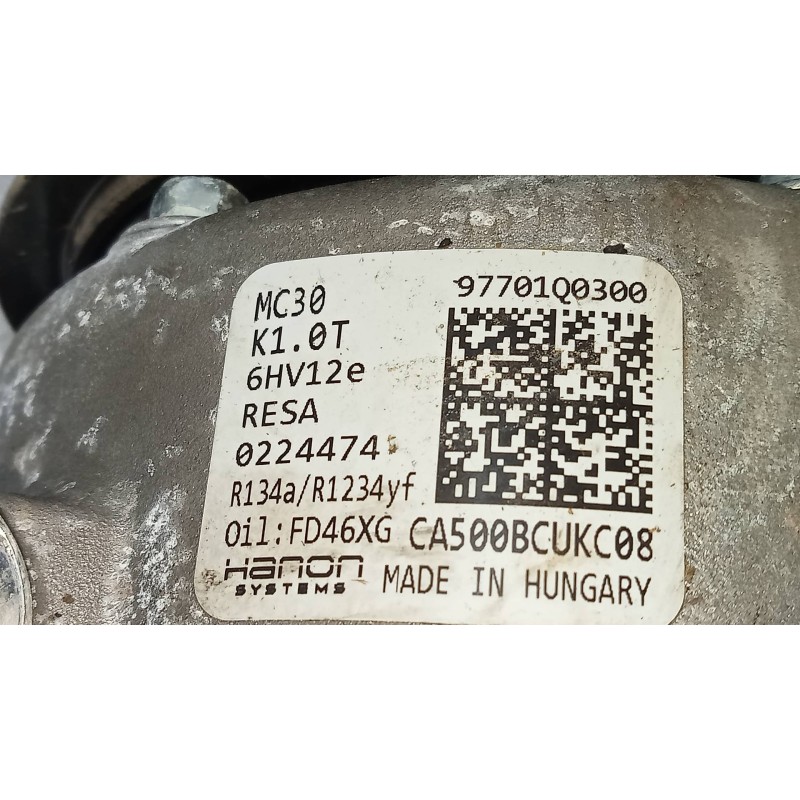 MC30
97701Q0300
K1.0T
6HV12e
RESA
0224474
R134a/R1234yf
Oil:FD46XG CA500BCUKC08
Hanon
SYSTEMS
MADE IN HUNGARY